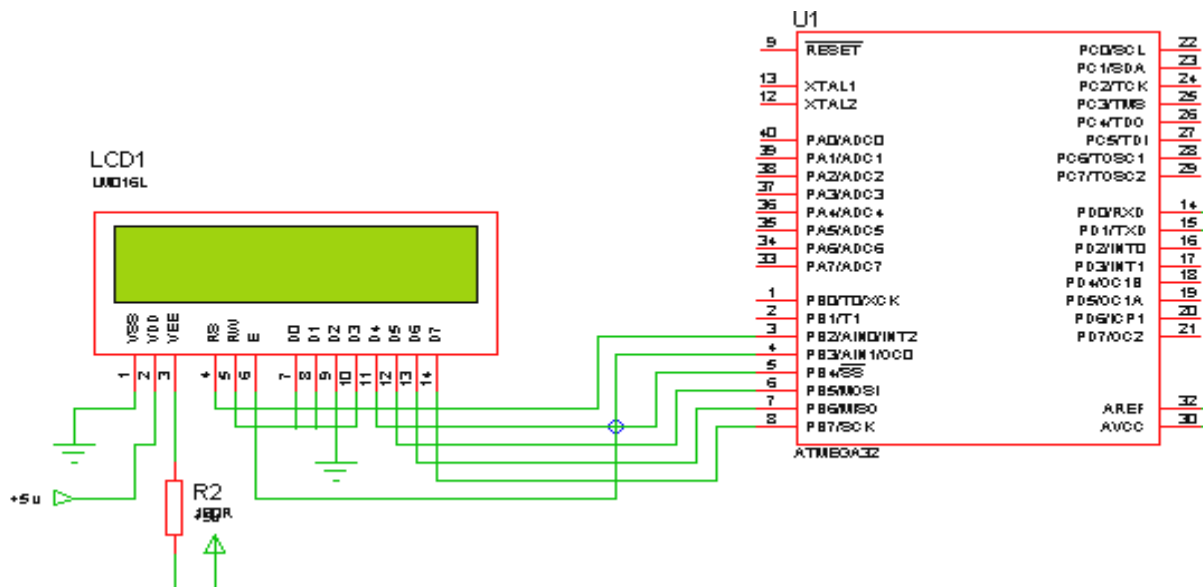 U1
9 RESET
13 XTAL1
12 XTAL2
40 PA0/ADC0
39 PA1/ADC1
38 PA2/ADC2
37 PA3/ADC3
36 PA4/ADC4
35 PA5/ADC5
34 PA6/ADC6
33 PA7/ADC7
1 PB0/T0/XCK
2 PB1/T1
3 PB2/AIN0/INT2
4 PB3/AIN1/OC0
5 PB4/SS
6 PB5/MOSI
7 PB6/MISO
8 PB7/SCK
PC0/SCL 22
PC1/SDA 23
PC2/TCK 24
PC3/TMS 25
PC4/TDO 26
PC5/TDI 27
PC6/TOSC1 28
PC7/TOSC2 29
PD0/RXD 14
PD1/TXD 15
PD2/INT0 16
PD3/INT1 17
PD4/OC1B 18
PD5/OC1A 19
PD6/ICP1 20
PD7/OC2 21
AREF 32
AVCC 30
ATMEGA32
LCD1
LM016L
VSS VDD VEE RS RW E D0 D1 D2 D3 D4 D5 D6 D7
1 2 3 4 5 6 7 8 9 10 11 12 13 14
+5u
R2